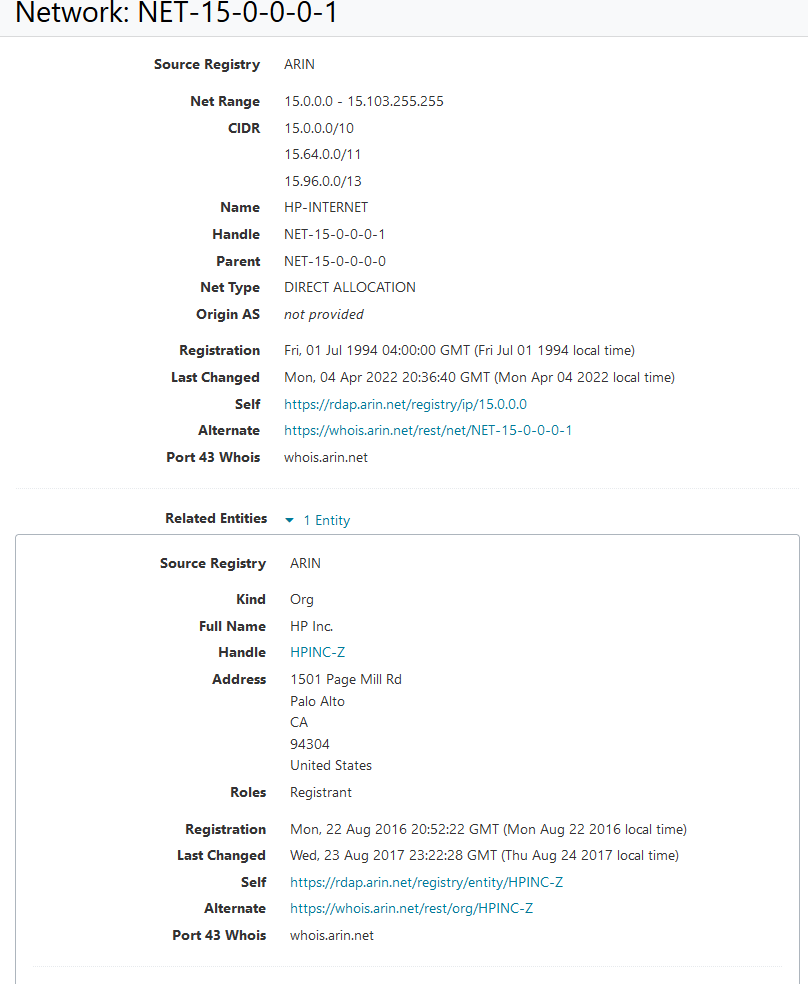 Network: NET-15-0-0-0-1
Source Registry ARIN
Net Range 15.0.0.0 - 15.103.255.255
CIDR 15.0.0.0/10
15.64.0.0/11
15.96.0.0/13
Name HP-INTERNET
Handle NET-15-0-0-0-1
Parent NET-15-0-0-0-0
Net Type DIRECT ALLOCATION
Origin AS not provided
Registration Fri, 01 Jul 1994 04:00:00 GMT (Fri Jul 01 1994 local time)
Last Changed Mon, 04 Apr 2022 20:36:40 GMT (Mon Apr 04 2022 local time)
Self https://rdap.arin.net/registry/ip/15.0.0.0
Alternate https://whois.arin.net/rest/net/NET-15-0-0-0-1
Port 43 Whois whois.arin.net
Related Entities 1 Entity
Source Registry ARIN
Kind Org
Full Name HP Inc.
Handle HPINC-Z
Address 1501 Page Mill Rd
Palo Alto
CA
94304
United States
Roles Registrant
Registration Mon, 22 Aug 2016 20:52:22 GMT (Mon Aug 22 2016 local time)
Last Changed Wed, 23 Aug 2017 23:22:28 GMT (Thu Aug 24 2017 local time)
Self https://rdap.arin.net/registry/entity/HPINC-Z
Alternate https://whois.arin.net/rest/org/HPINC-Z
Port 43 Whois whois.arin.net